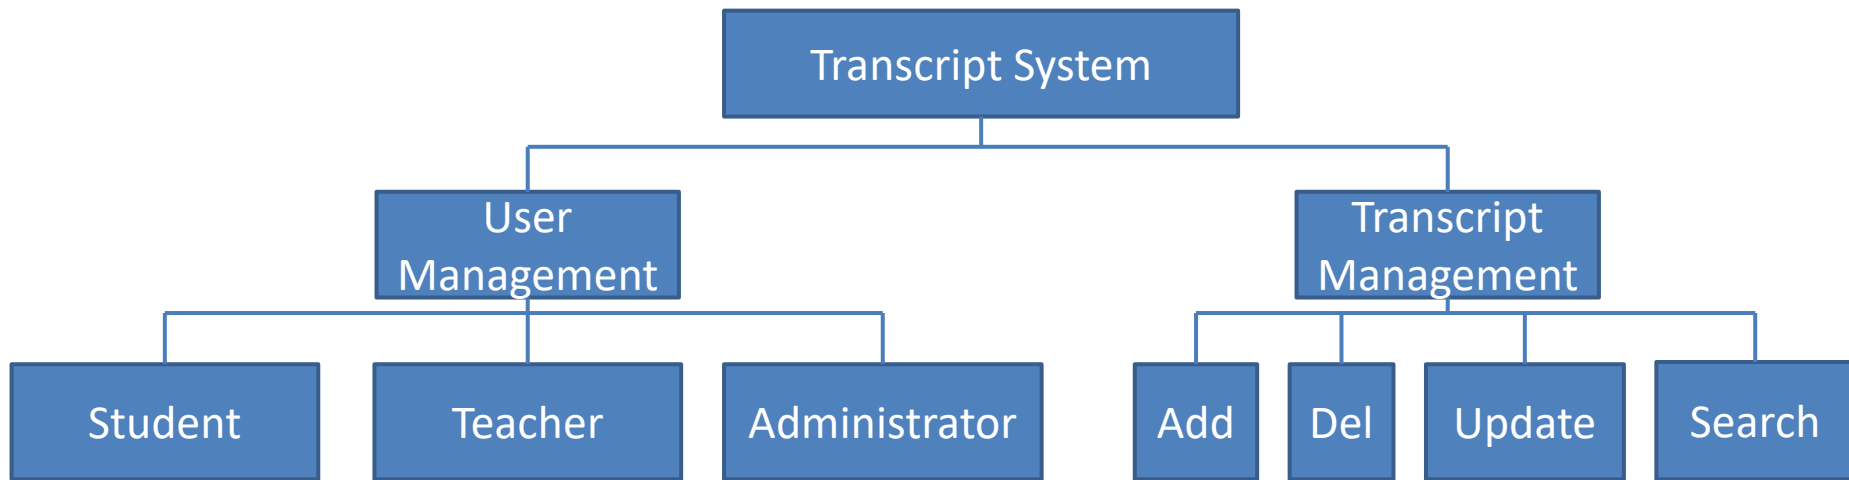 Transcript System
User
Management
Transcript
Management
Student
Teacher
Administrator
Add
Del
Update
Search